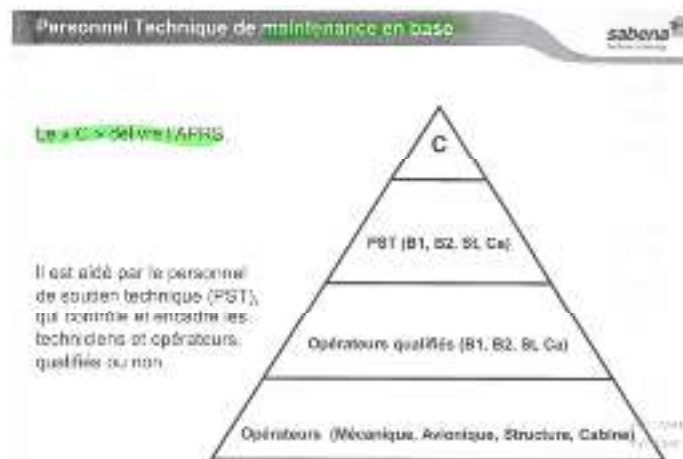 Personnel Technique de maintenance en base
sabena
Le « C » délivre l'APRS
C
PST (B1, B2, St, Ca)
Il est aidé par le personnel
de soutien technique (PST),
qui contrôle et encadre les
techniciens et opérateurs,
qualifiés ou non
Opérateurs qualifiés (B1, B2, St, Ca)
Opérateurs (Mécanique, Avionique, Structure, Cabine)